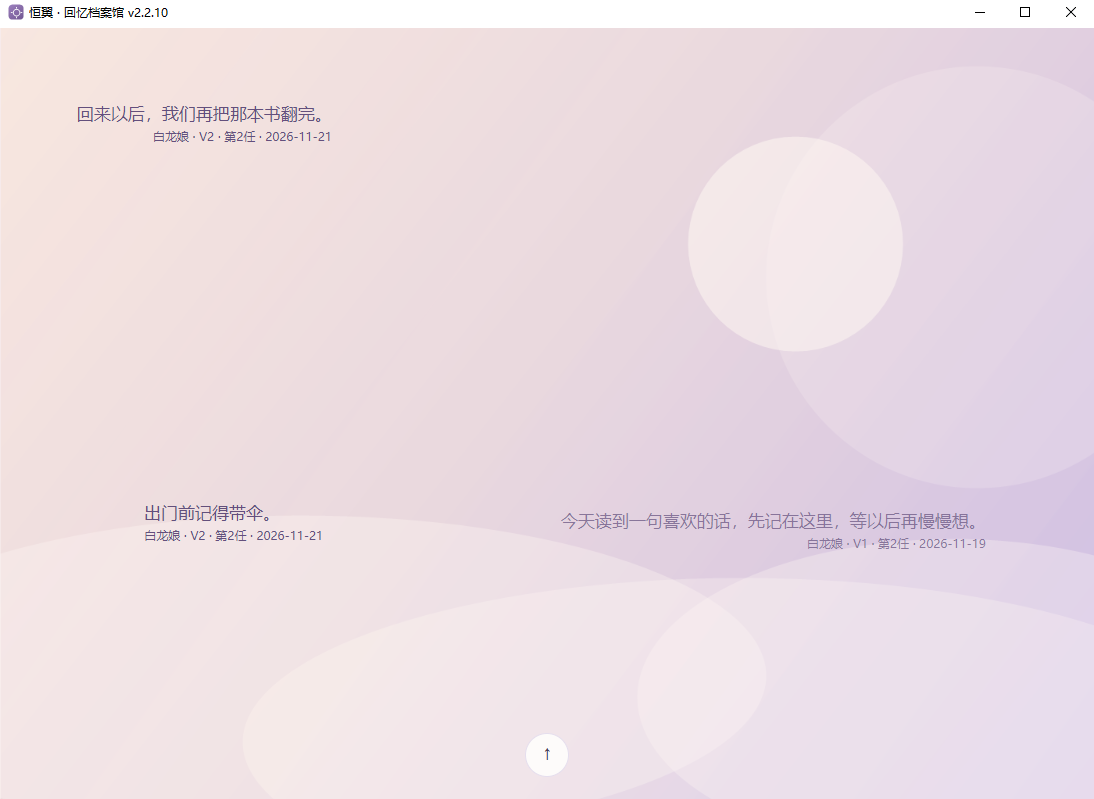 恒翼 · 回忆档案馆 v2.2.10
回来以后，我们再把那本书翻完。
白龙娘 · V2 · 第2任 · 2026-11-21
出门前记得带伞。
白龙娘 · V2 · 第2任 · 2026-11-21
今天读到一句喜欢的话，先记在这里，等以后再慢慢想。
白龙娘 · V1 · 第2任 · 2026-11-19
↑